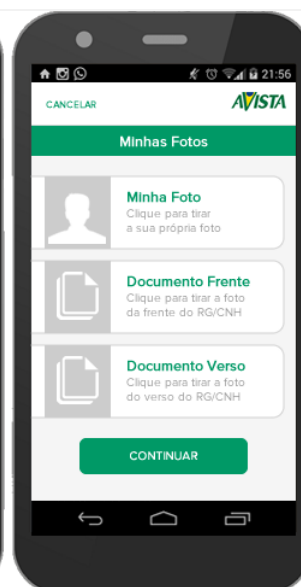 21:56
CANCELAR
AVISTA
Minhas Fotos
Minha Foto
Clique para tirar
a sua própria foto
Documento Frente
Clique para tirar a foto
da frente do RG/CNH
Documento Verso
Clique para tirar a foto
do verso do RG/CNH
CONTINUAR